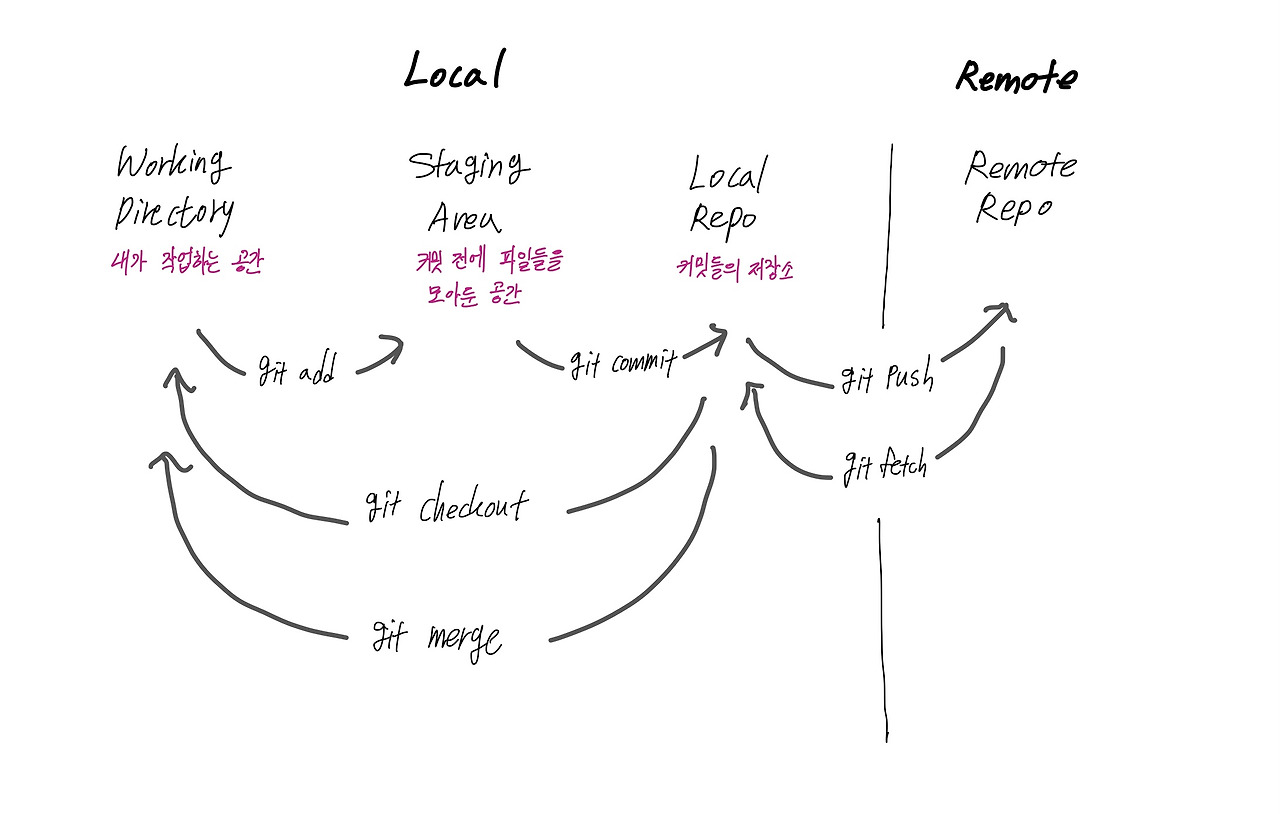 Local
Remote
Working
Directory
내가 작업하는 공간
Staging
Area
커밋 전에 파일들을
모아둔 공간
Local
Repo
커밋들의 저장소
Remote
Repo
git add
git commit
git push
git fetch
git checkout
git merge